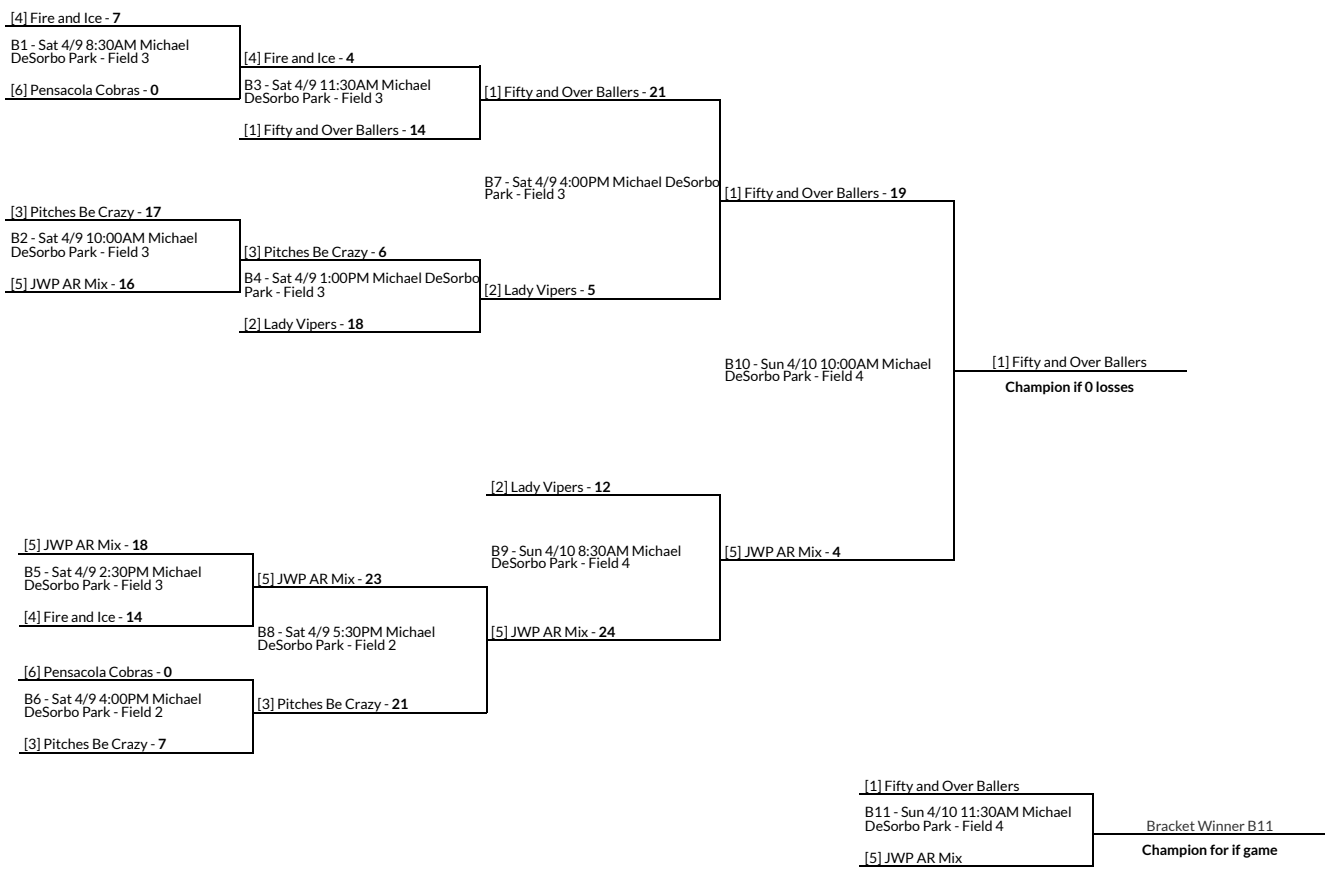 [4] Fire and Ice - 7
B1 - Sat 4/9 8:30AM Michael
DeSorbo Park - Field 3
[6] Pensacola Cobras - 0
[4] Fire and Ice - 4
B3 - Sat 4/9 11:30AM Michael
DeSorbo Park - Field 3
[1] Fifty and Over Ballers - 14
[1] Fifty and Over Ballers - 21
B7 - Sat 4/9 4:00PM Michael DeSorbo
Park - Field 3
[1] Fifty and Over Ballers - 19
[3] Pitches Be Crazy - 17
B2 - Sat 4/9 10:00AM Michael
DeSorbo Park - Field 3
[5] JWP AR Mix - 16
[3] Pitches Be Crazy - 6
B4 - Sat 4/9 1:00PM Michael DeSorbo
Park - Field 3
[2] Lady Vipers - 18
[2] Lady Vipers - 5
B10 - Sun 4/10 10:00AM Michael
DeSorbo Park - Field 4
[1] Fifty and Over Ballers
Champion if 0 losses
[2] Lady Vipers - 12
B9 - Sun 4/10 8:30AM Michael
DeSorbo Park - Field 4
[5] JWP AR Mix - 4
[5] JWP AR Mix - 18
B5 - Sat 4/9 2:30PM Michael
DeSorbo Park - Field 3
[4] Fire and Ice - 14
[5] JWP AR Mix - 23
B8 - Sat 4/9 5:30PM Michael
DeSorbo Park - Field 2
[5] JWP AR Mix - 24
[6] Pensacola Cobras - 0
B6 - Sat 4/9 4:00PM Michael
DeSorbo Park - Field 2
[3] Pitches Be Crazy - 7
[3] Pitches Be Crazy - 21
[1] Fifty and Over Ballers
B11 - Sun 4/10 11:30AM Michael
DeSorbo Park - Field 4
[5] JWP AR Mix
Bracket Winner B11
Champion for if game